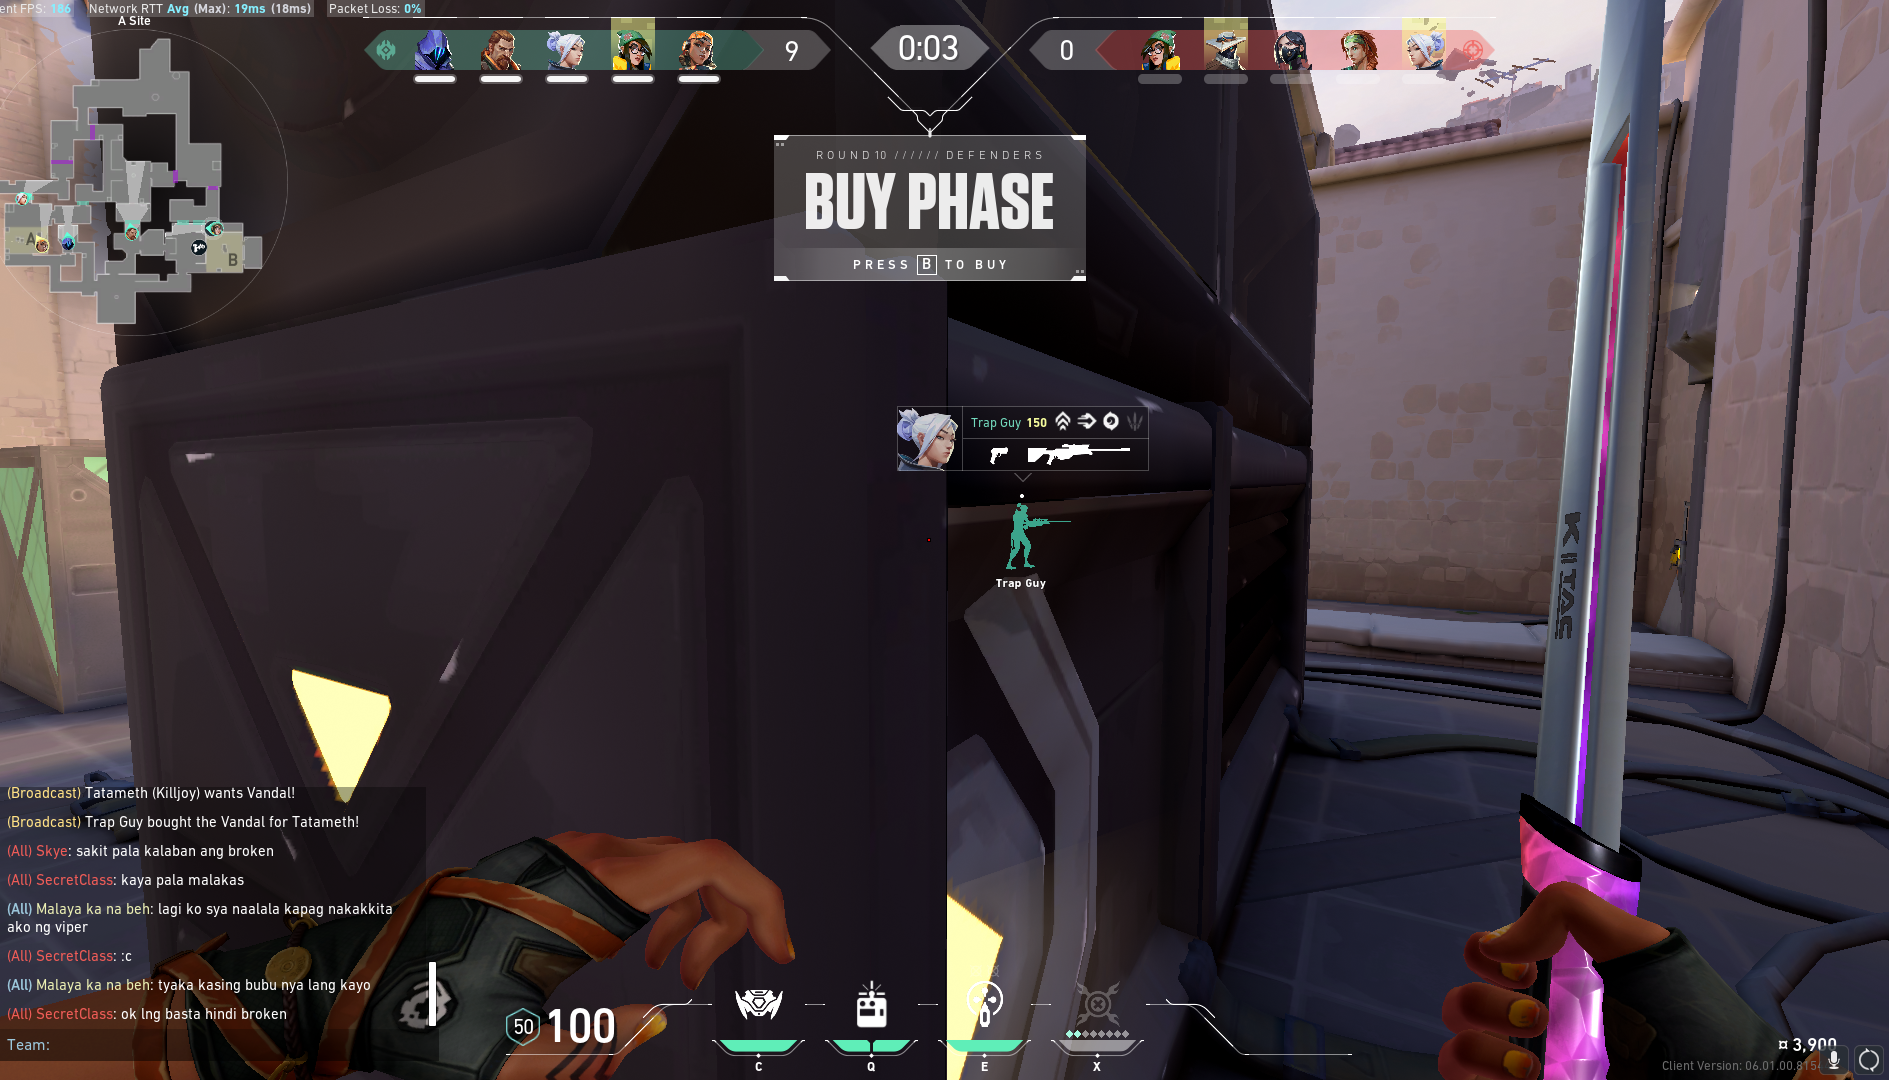 ent FPS: 186 Network RTT Avg (Max): 19ms (18ms) Packet Loss: 0%
A Site
9
0:03
0
ROUND 10 ////// DEFENDERS
BUY PHASE
PRESS B TO BUY
A
B
Trap Guy 150
Trap Guy
KIITAC
(Broadcast) Tatameth (Killjoy) wants Vandal!
(Broadcast) Trap Guy bought the Vandal for Tatameth!
(All) Skye: sakit pala kalaban ang broken
(All) SecretClass: kaya pala malakas
(All) Malaya ka na beh: lagi ko sya naalala kapag nakakkita
ako ng viper
(All) SecretClass: :c
(All) Malaya ka na beh: tyaka kasing bubu nya lang kayo
(All) SecretClass: ok lng basta hindi broken
Team:
50 100
C
Q
E
X
¤ 3,900
Client Version: 06.01.00.815